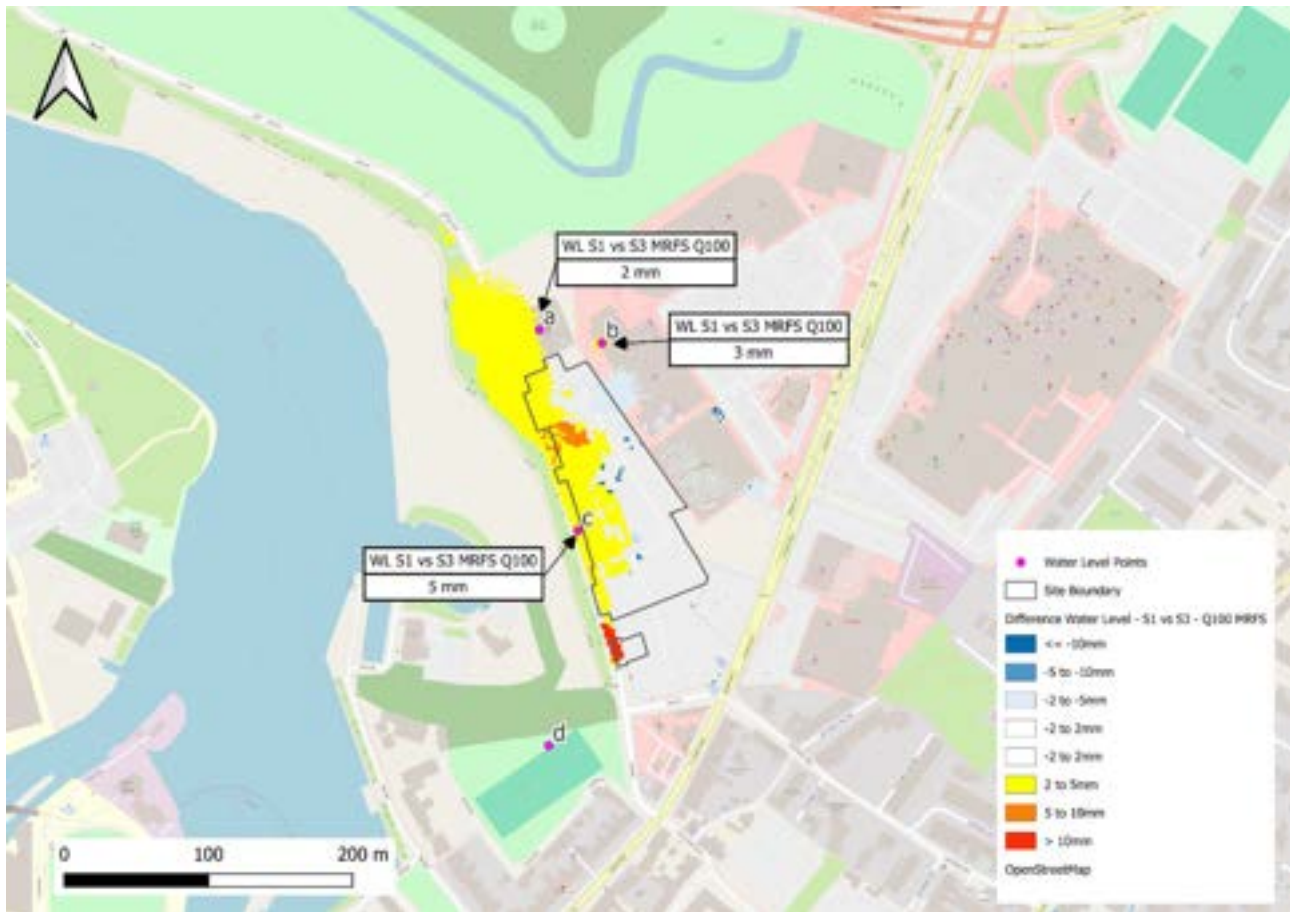 WL S1 vs S3 MRFS Q100
2 mm
a
b
WL S1 vs S3 MRFS Q100
3 mm
c
WL S1 vs S3 MRFS Q100
5 mm
d
Water Level Points
Site Boundary
Difference Water Level - S1 vs S3 - Q100 MRFS
<= -10mm
-5 to -10mm
-2 to -5mm
-2 to 2mm
-2 to 2mm
2 to 5mm
5 to 10mm
> 10mm
OpenStreetMap
0 100 200 m